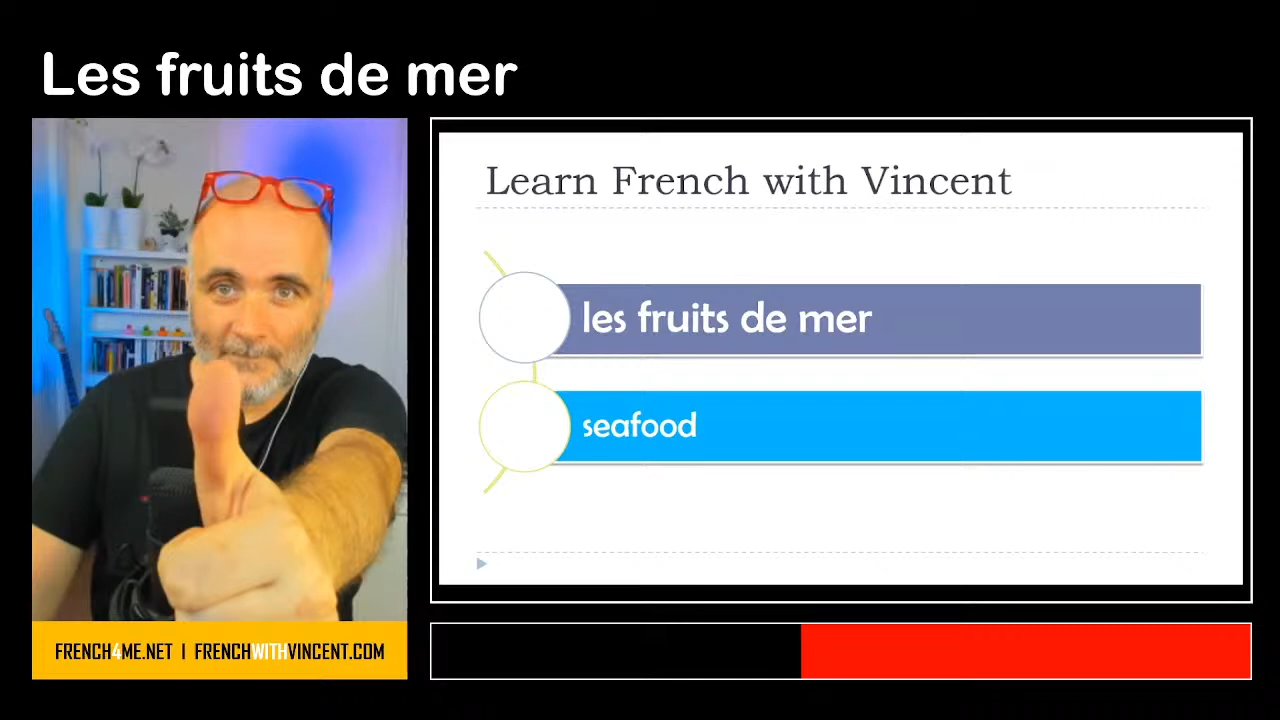 Les fruits de mer
Learn French with Vincent
les fruits de mer
seafood
FRENCH4ME.NET | FRENCHWITHVINCENT.COM